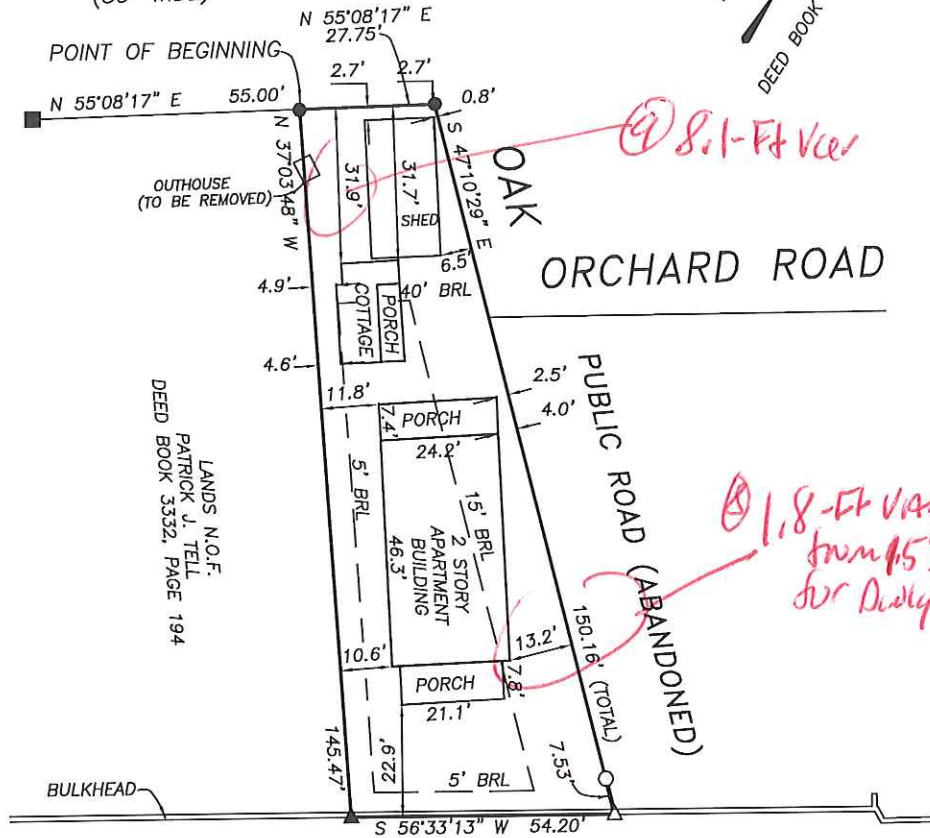 N 55°08'17" E
27.75'
DEED BOOK
POINT OF BEGINNING
2.7'
2.7'
N 55°08'17" E
55.00'
0.8'
N 37°03'48" W
S 47°10'29" E
OAK
⑨ 8.1-Ft Var
OUTHOUSE
(TO BE REMOVED)
31.9'
31.7'
SHED
6.5'
ORCHARD ROAD
4.9'
40' BRL
COTTAGE
PORCH
4.6'
PUBLIC ROAD (ABANDONED)
2.5'
11.8'
4.0'
7.4'
PORCH
24.2'
LANDS N.O.F.
PATRICK J. TELL
DEED BOOK 3332, PAGE 194
5' BRL
15' BRL
2 STORY
APARTMENT
BUILDING
46.3'
⑧ 1.8-Ft
from 15
for
13.2'
150.16' (TOTAL)
10.6'
7.8'
PORCH
21.1'
145.47'
22.9'
7.53'
5' BRL
BULKHEAD
S 56°33'13" W 54.20'